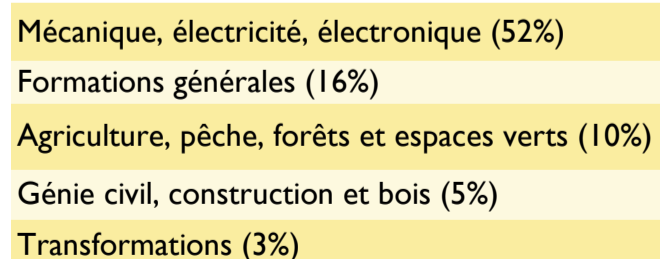 Mécanique, électricité, électronique (52%)
Formations générales (16%)
Agriculture, pêche, forêts et espaces verts (10%)
Génie civil, construction et bois (5%)
Transformations (3%)